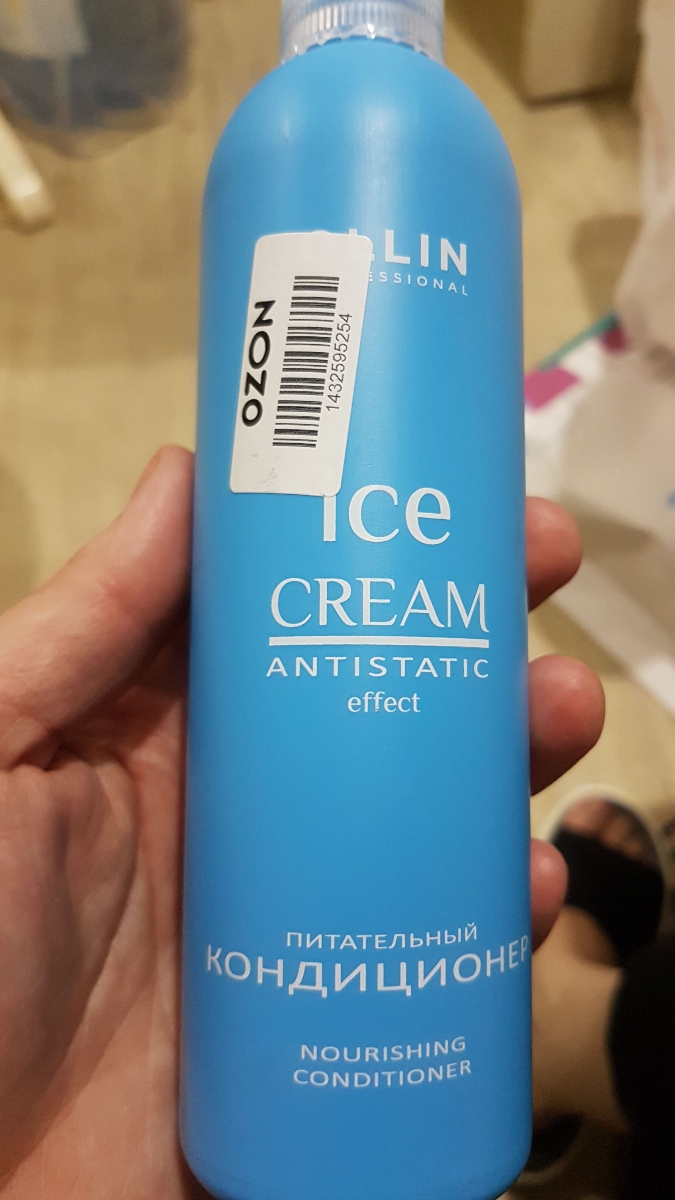 LLIN
ESSIONAL
OZON
1432595254
ice
CREAM
ANTISTATIC
effect
ПИТАТЕЛЬНЫЙ
КОНДИЦИОНЕР
NOURISHING
CONDITIONER